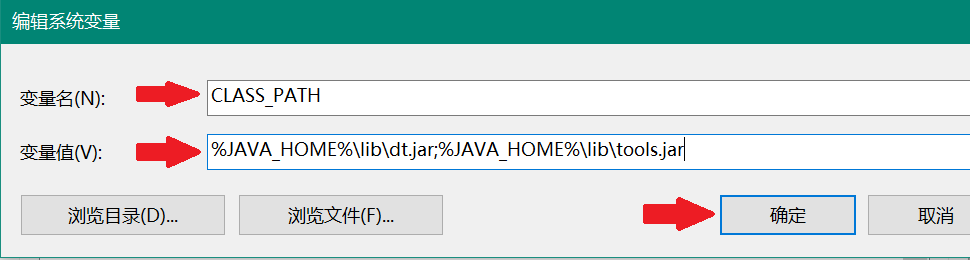 编辑系统变量
变量名(N):
CLASS_PATH
变量值(V):
%JAVA_HOME%\lib\dt.jar;%JAVA_HOME%\lib\tools.jar
浏览目录(D)...
浏览文件(F)...
确定
取消